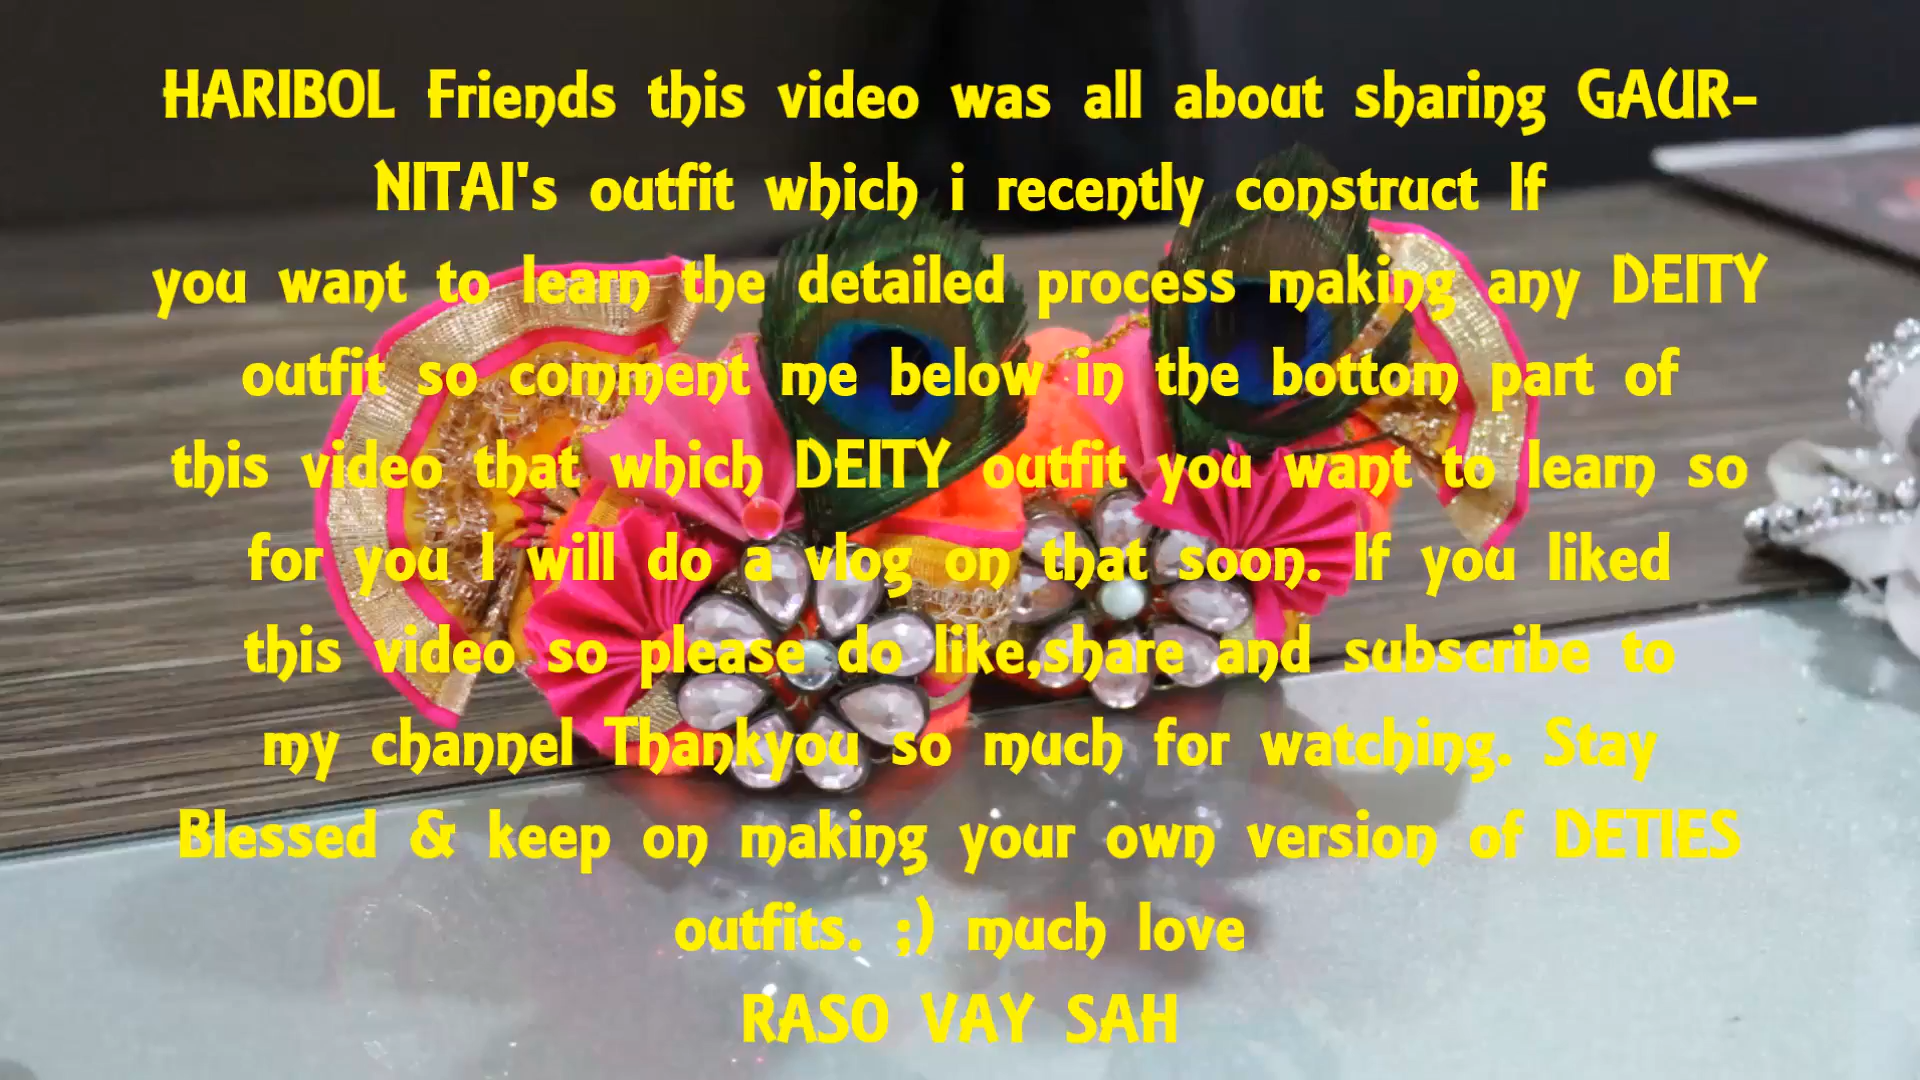 HARIBOL Friends this video was all about sharing GAUR-
NITAI's outfit which i recently construct If
you want to learn the detailed process making any DEITY
outfit so comment me below in the bottom part of
this video that which DEITY outfit you want to learn so
for you I will do a vlog on that soon. If you liked
this video so please do like,share and subscribe to
my channel Thankyou so much for watching. Stay
Blessed & keep on making your own version of DETIES
outfits. ;) much love
RASO VAY SAH